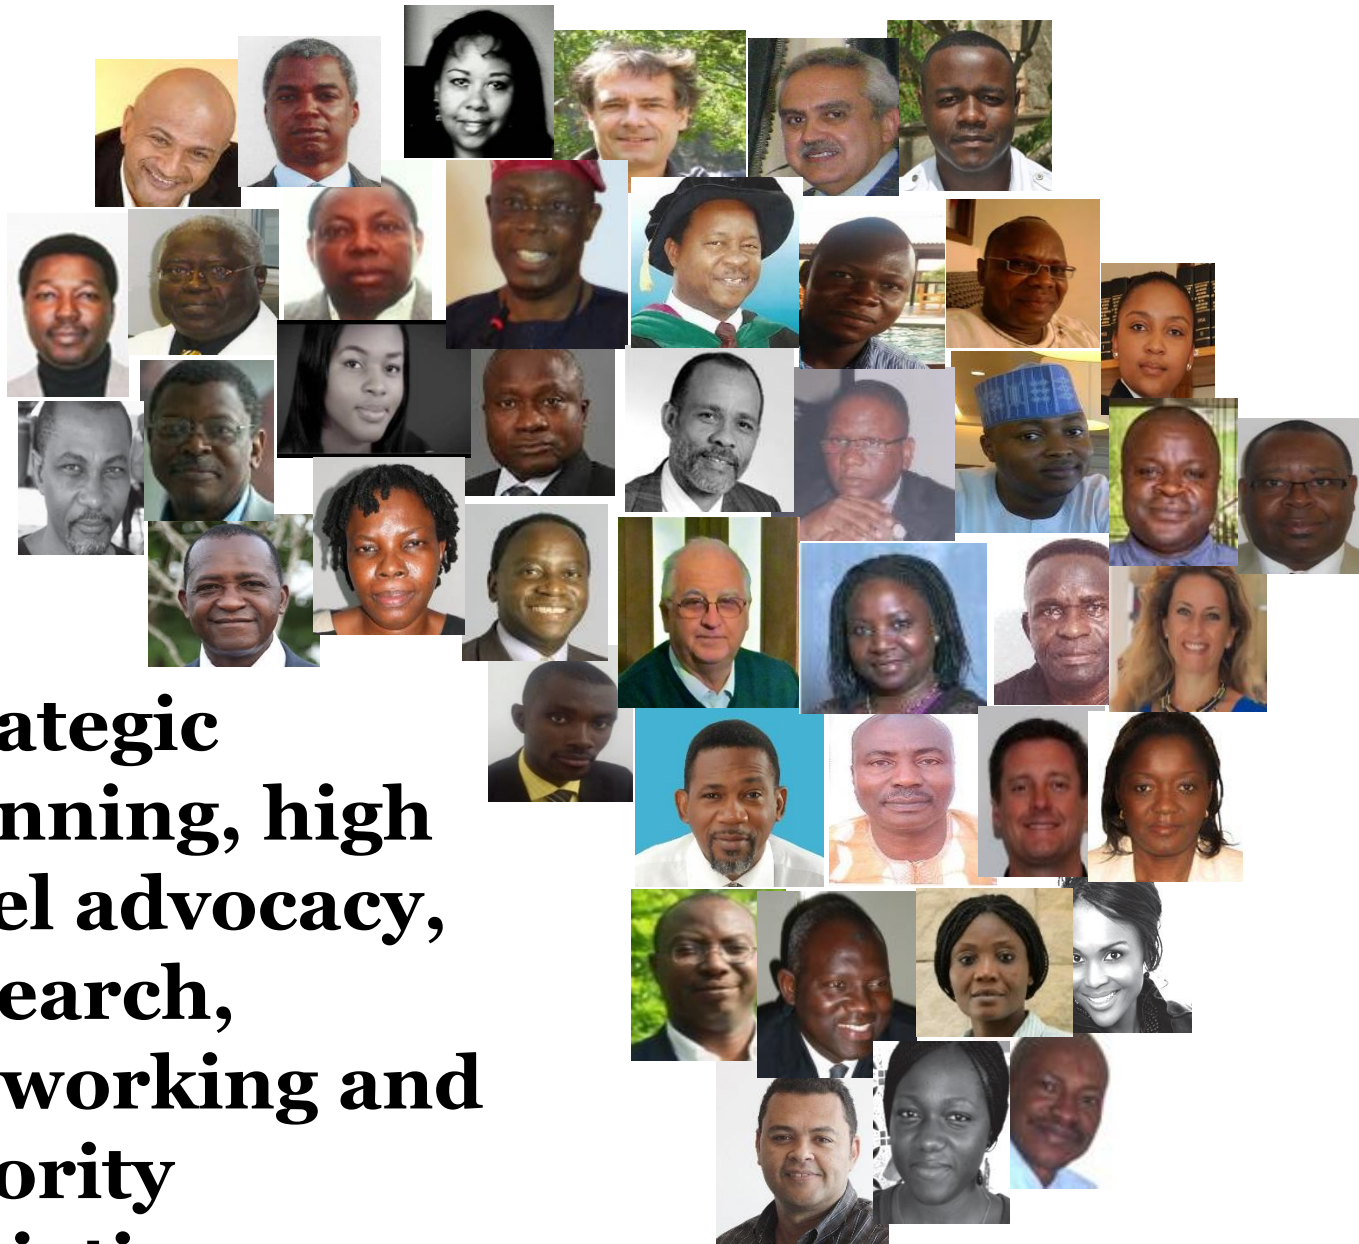 ategic
nning, high
el advocacy,
earch,
working and
ority